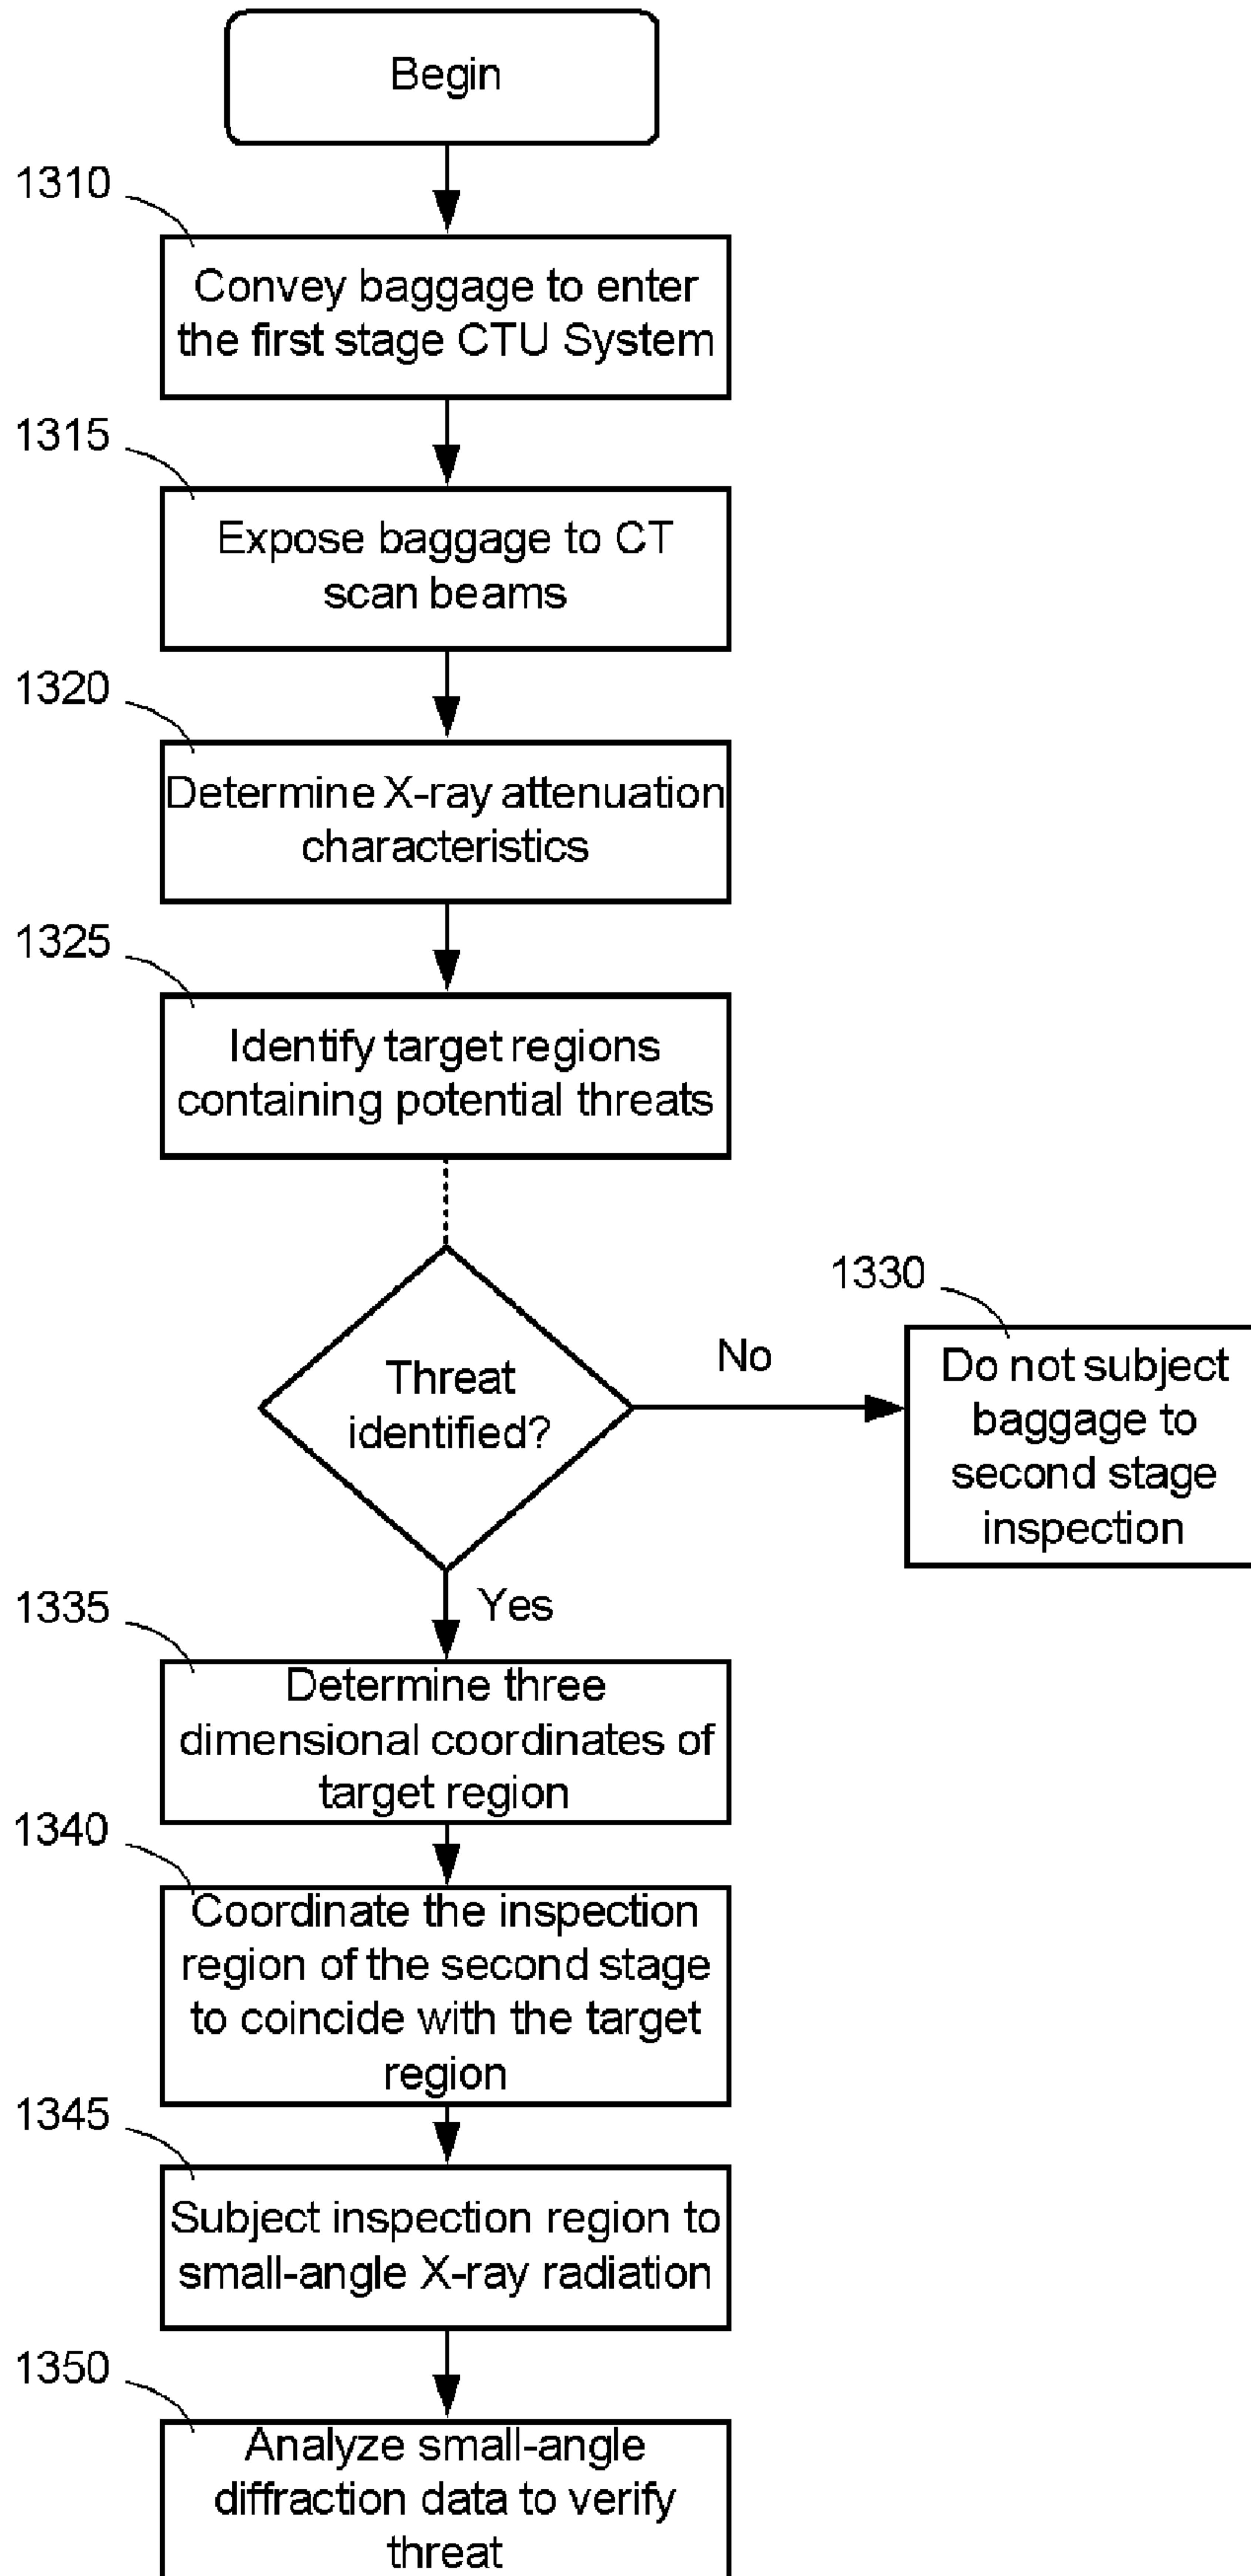 Begin
1310
Convey baggage to enter
the first stage CTU System
1315
Expose baggage to CT
scan beams
1320
Determine X-ray attenuation
characteristics
1325
Identify target regions
containing potential threats
Threat
identified?
No
1330
Do not subject
baggage to
second stage
inspection
Yes
1335
Determine three
dimensional coordinates of
target region
1340
Coordinate the inspection
region of the second stage
to coincide with the target
region
1345
Subject inspection region to
small-angle X-ray radiation
1350
Analyze small-angle
diffraction data to verify
threat